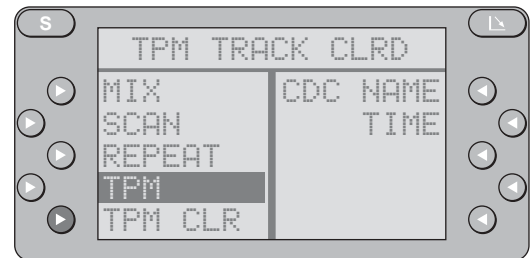 S
TPM TRACK CLRD
MIX
SCAN
REPEAT
TPM
TPM CLR
CDC NAME
TIME